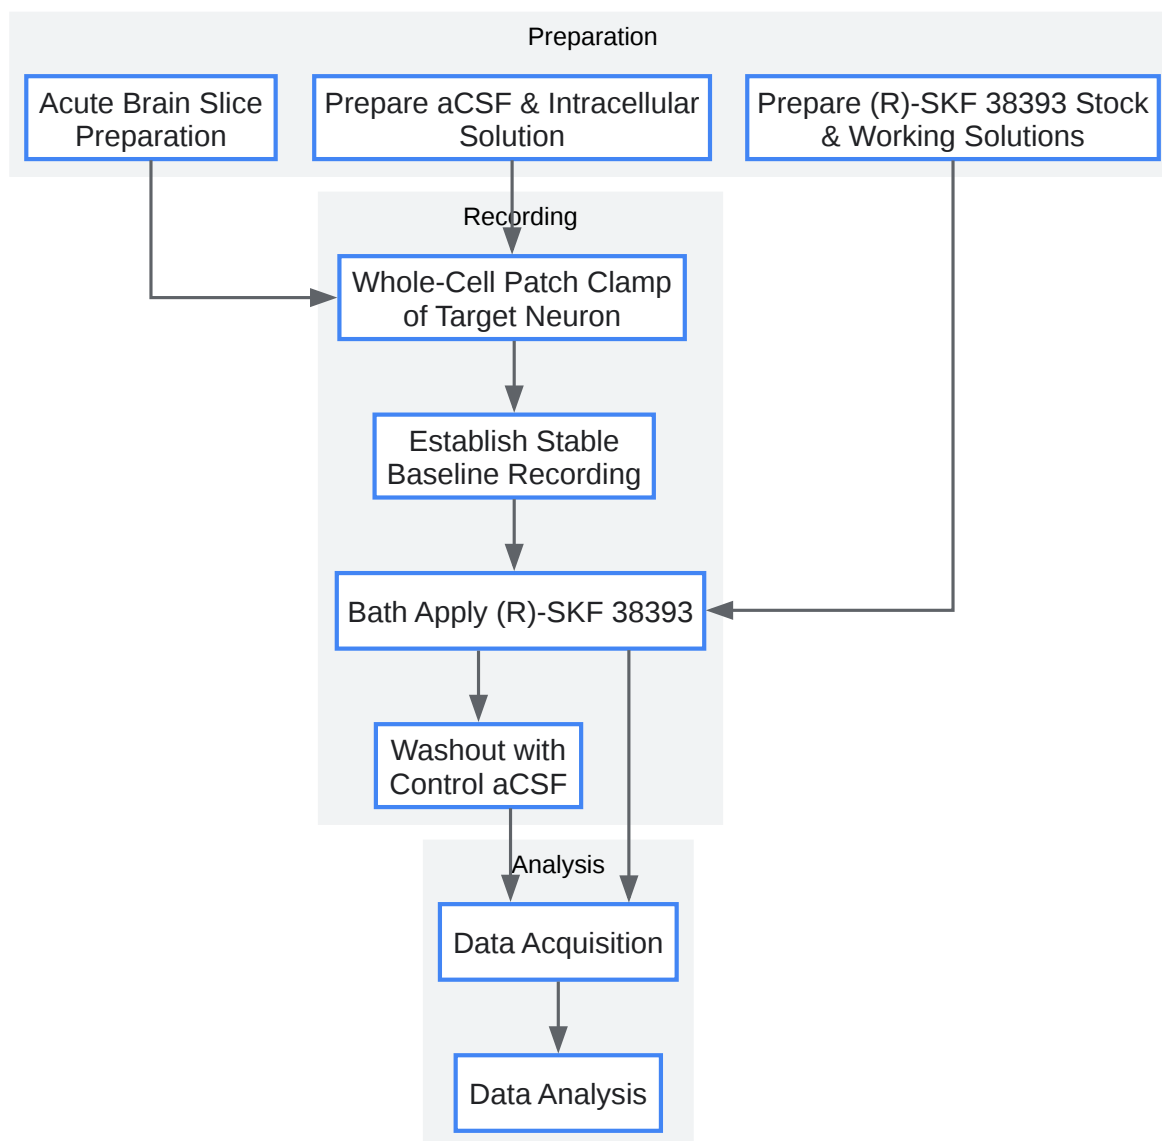 Preparation
Acute Brain Slice
Preparation
Prepare aCSF & Intracellular
Solution
Prepare (R)-SKF 38393 Stock
& Working Solutions
Recording
Whole-Cell Patch Clamp
of Target Neuron
Establish Stable
Baseline Recording
Bath Apply (R)-SKF 38393
Washout with
Control aCSF
Analysis
Data Acquisition
Data Analysis